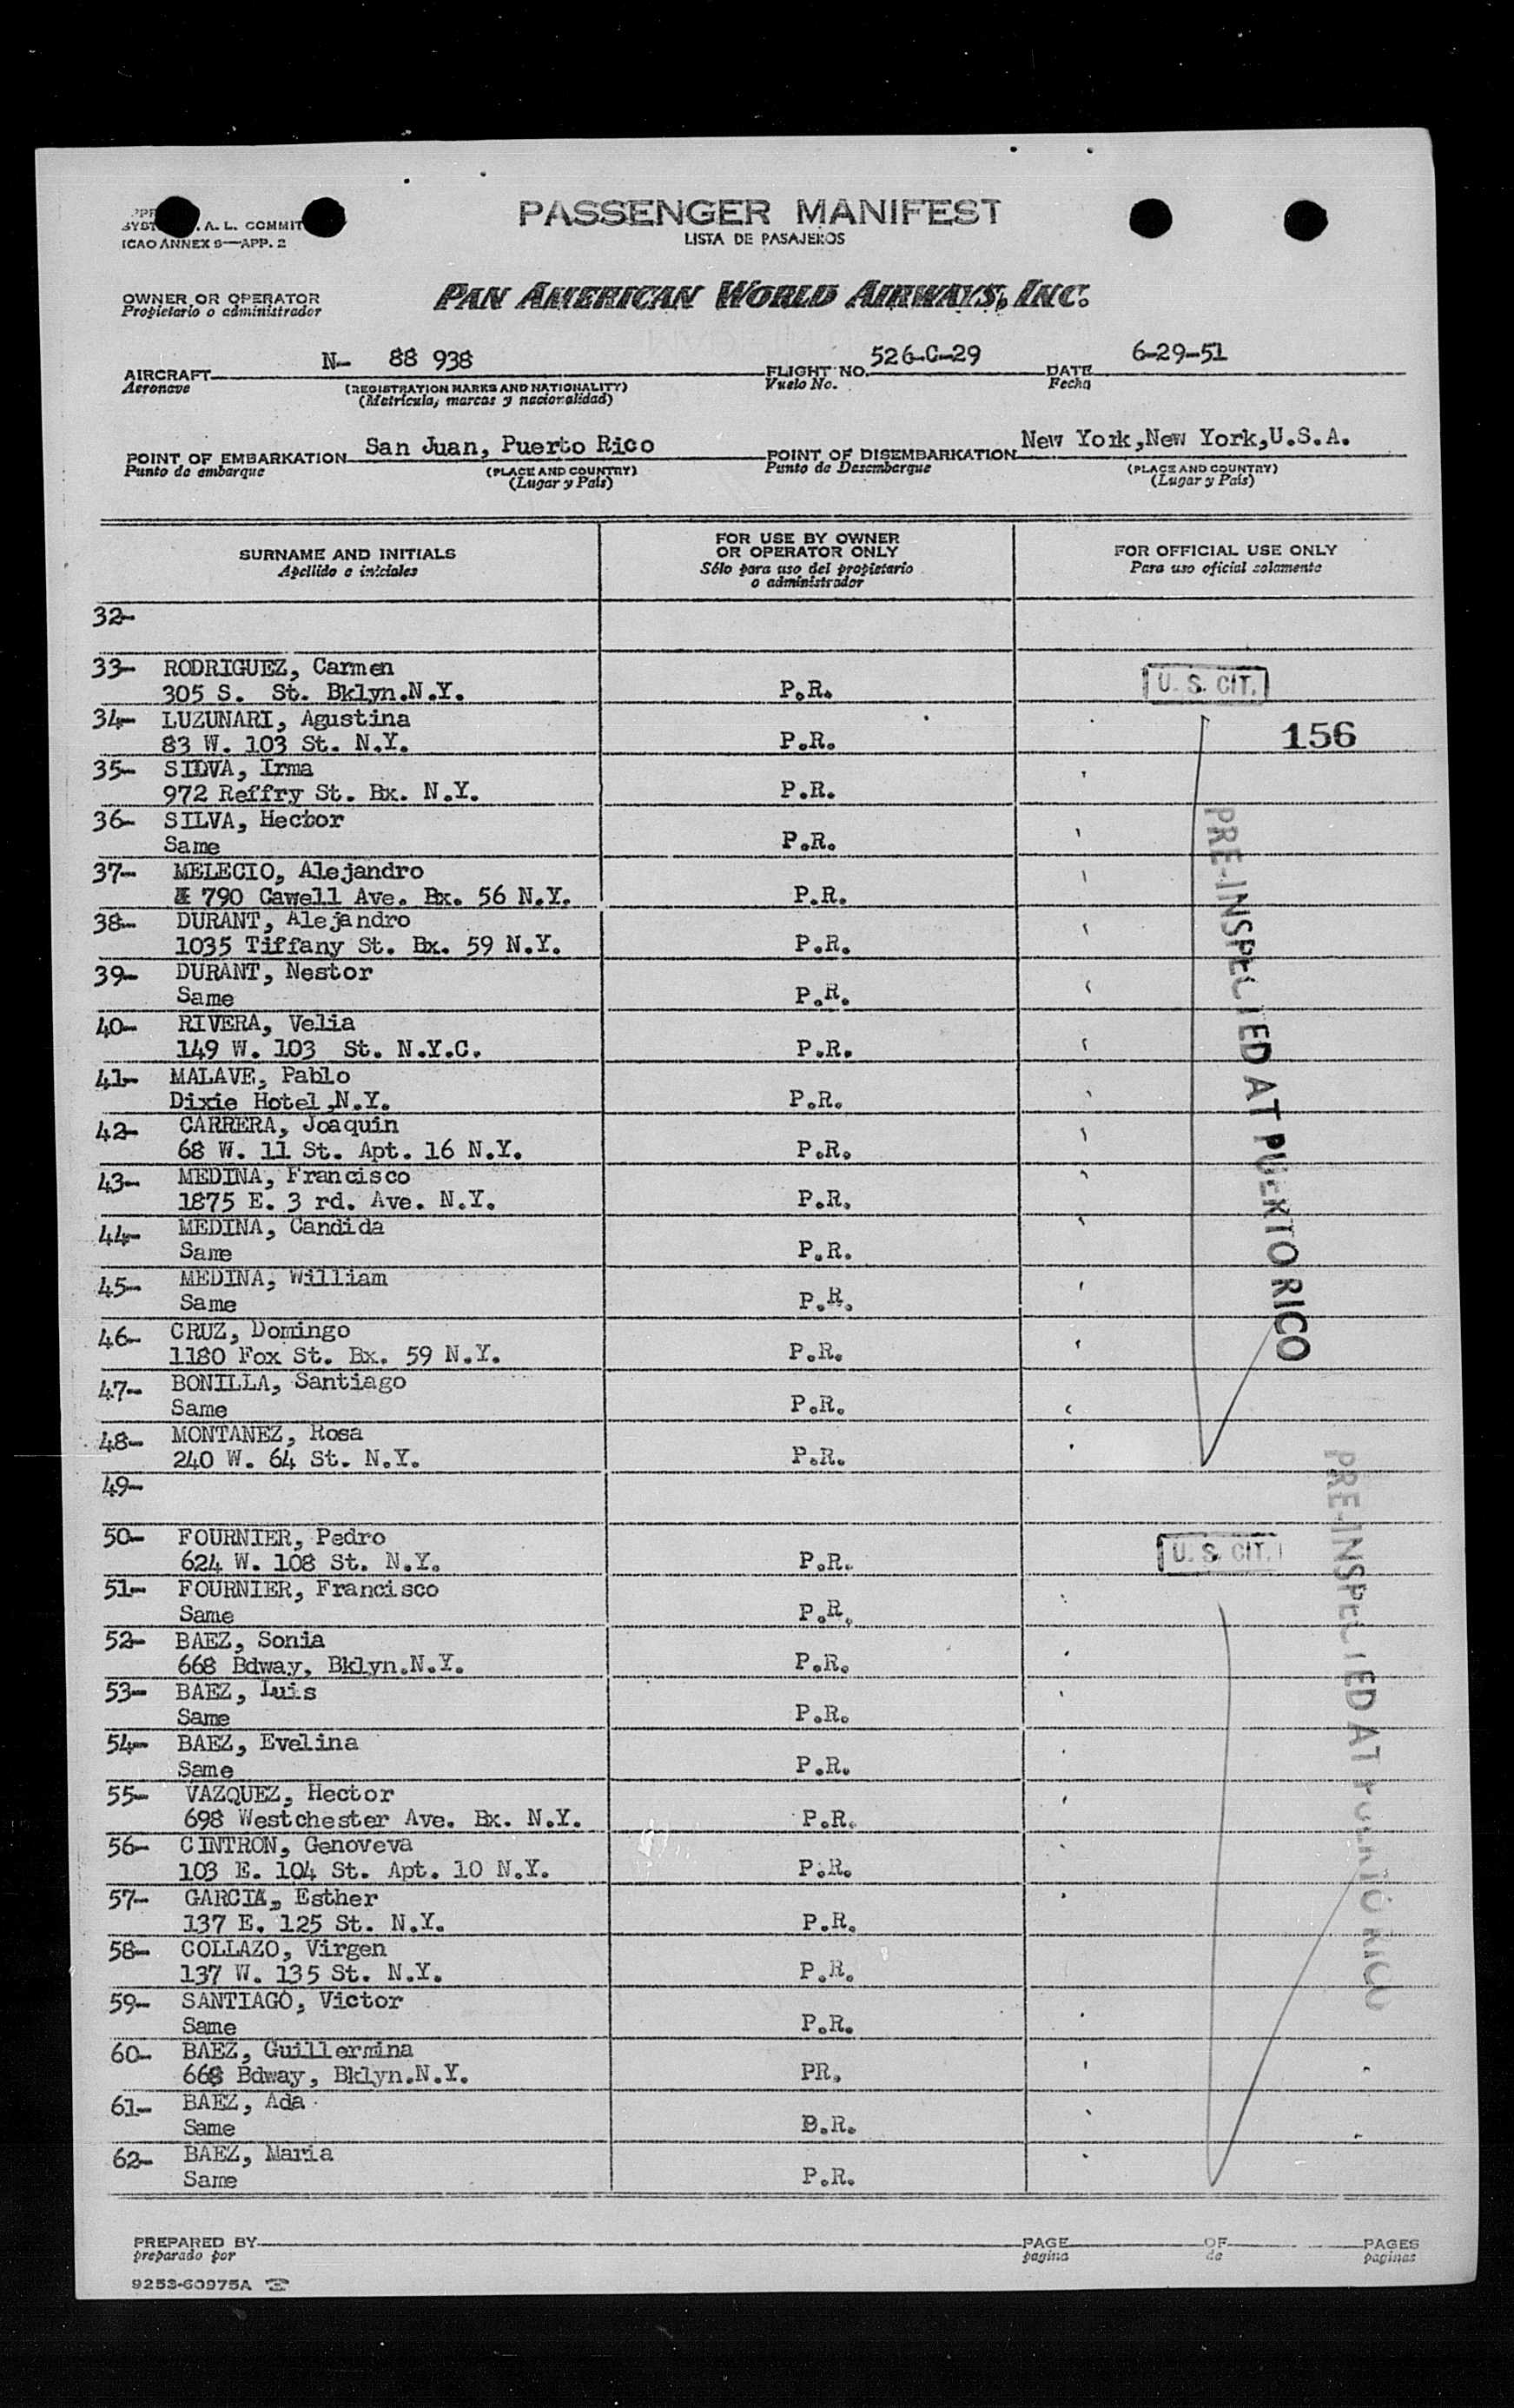 A. L. COMMIT
ICAO ANNEX 9—APP. 2
PASSENGER MANIFEST
LISTA DE PASAJEROS
OWNER OR OPERATOR
Propietario o administrador
PAN AMERICAN WORLD AIRWAYS, INC.
AIRCRAFT N- 88 938 FLIGHT NO. 526-C-29 DATE 6-29-51
Aeronave (REGISTRATION MARKS AND NATIONALITY) Vuelo No. Fecha
(Matrícula, marcas y nacionalidad)
POINT OF EMBARKATION San Juan, Puerto Rico POINT OF DISEMBARKATION New York,New York,U.S.A.
Punto de embarque (PLACE AND COUNTRY) Punto de Desembarque (PLACE AND COUNTRY)
(Lugar y País) (Lugar y País)
SURNAME AND INITIALS FOR USE BY OWNER OR OPERATOR ONLY FOR OFFICIAL USE ONLY
Apellido e iniciales Sólo para uso del propietario o administrador Para uso oficial solamente
32-
33- RODRIGUEZ, Carmen
305 S. St. Bklyn.N.Y. P.R. U. S. CIT.
34- LUZUNARI, Agustina
83 W. 103 St. N.Y. P.R. 156
35- SILVA, Irma
972 Reffry St. Bx. N.Y. P.R.
36- SILVA, Hector
Same P.R.
37- MELECIO, Alejandro
790 Cawell Ave. Bx. 56 N.Y. P.R.
38- DURANT, Alejandro
1035 Tiffany St. Bx. 59 N.Y. P.R.
39- DURANT, Nestor
Same P.R.
40- RIVERA, Velia
149 W. 103 St. N.Y.C. P.R.
41- MALAVE, Pablo
Dixie Hotel,N.Y. P.R.
42- CARRERA, Joaquin
68 W. 11 St. Apt. 16 N.Y. P.R.
43- MEDINA, Francisco
1875 E. 3 rd. Ave. N.Y. P.R.
44- MEDINA, Candida
Same P.R.
45- MEDINA, William
Same P.R.
46- CRUZ, Domingo
1180 Fox St. Bx. 59 N.Y. P.R.
47- BONILLA, Santiago
Same P.R.
48- MONTANEZ, Rosa
240 W. 64 St. N.Y. P.R.
PRE-INSPECTED AT PUERTO RICO
49-
50- FOURNIER, Pedro
624 W. 108 St. N.Y. P.R. U. S. CIT.
51- FOURNIER, Francisco
Same P.R.
52- BAEZ, Sonia
668 Bdway, Bklyn.N.Y. P.R.
53- BAEZ, Luis
Same P.R.
54- BAEZ, Evelina
Same P.R.
55- VAZQUEZ, Hector
698 Westchester Ave. Bx. N.Y. P.R.
56- CINTRON, Genoveva
103 E. 104 St. Apt. 10 N.Y. P.R.
57- GARCIA, Esther
137 E. 125 St. N.Y. P.R.
58- COLLAZO, Virgen
137 W. 135 St. N.Y. P.R.
59- SANTIAGO, Victor
Same P.R.
60- BAEZ, Guillermina
668 Bdway, Bklyn.N.Y. PR.
61- BAEZ, Ada
Same P.R.
62- BAEZ, Maria
Same P.R.
PRE-INSPECTED AT PUERTO RICO
PREPARED BY PAGE OF PAGES
preparado por pagina de paginas
9253-60975A